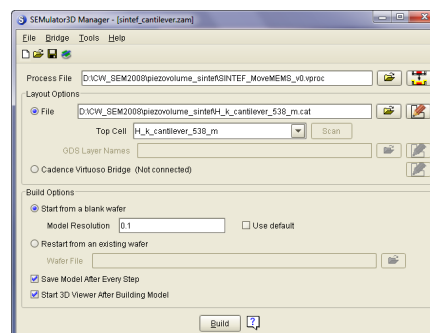 SEMulator3D Manager - [sintef_cantilever.zam]
File Bridge Tools Help
Process File D:\CW_SEM2008\piezovolume_sintef\SINTEF_MoveMEMS_v0.vproc
Layout Options
File D:\CW_SEM2008\piezovolume_sintef\H_k_cantilever_538_m.cat
Top Cell H_k_cantilever_538_m Scan
GDS Layer Names
Cadence Virtuoso Bridge (Not connected)
Build Options
Start from a blank wafer
Model Resolution 0.1 Use default
Restart from an existing wafer
Wafer File
Save Model After Every Step
Start 3D Viewer After Building Model
Build ?